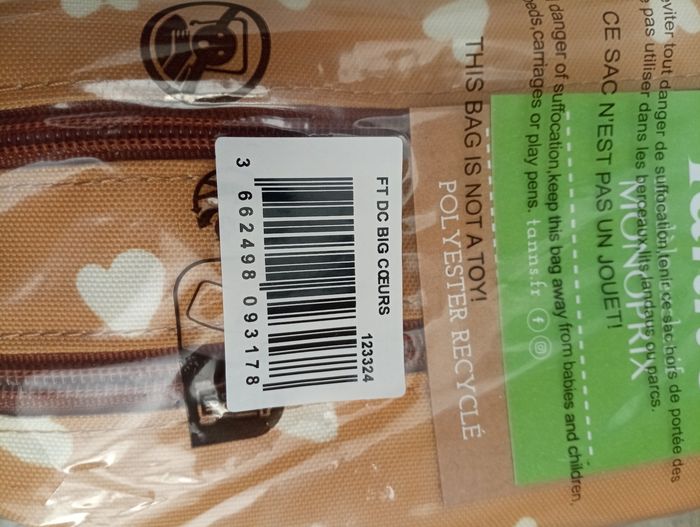 éviter tout danger de suffocation,tenir ce sac hors de portée des
pas utiliser dans les berceaux,lits,landaus ou parcs.
CE SAC N'EST PAS UN JOUET!
MONOPRIX
danger of suffocation,keep this bag away from babies and children,
carriages or play pens.
THIS BAG IS NOT A TOY!
tanns.fr
POLYESTER RECYCLÉ
123324
FT DC BIG CŒURS
3 662498 093178